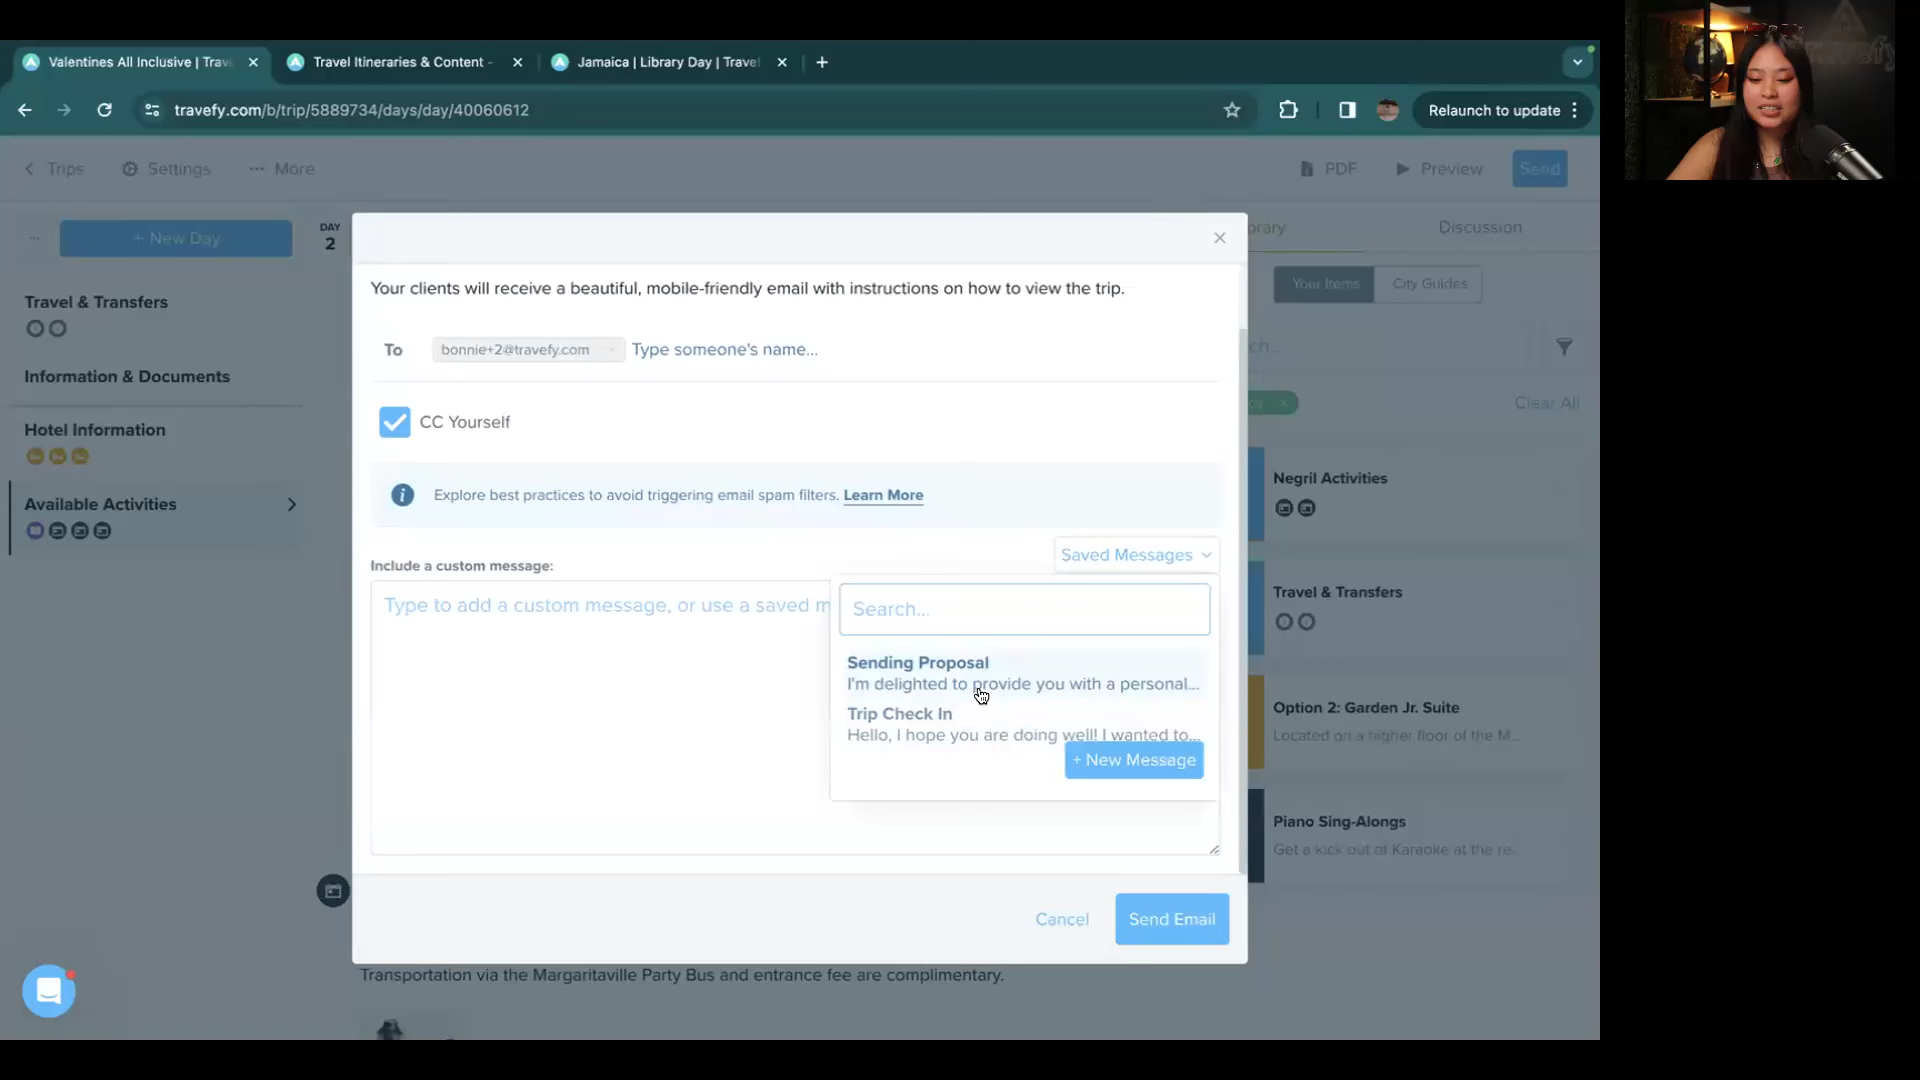 Valentines All Inclusive | Trave
Travel Itineraries & Content -
Jamaica | Library Day | Travef
travefy.com/b/trip/5889734/days/day/40060612
Relaunch to update
Trips
Settings
More
PDF
Preview
Send
+ New Day
DAY
2
Travel & Transfers
Information & Documents
Hotel Information
Available Activities
Your clients will receive a beautiful, mobile-friendly email with instructions on how to view the trip.
To
bonnie+2@travefy.com
Type someone's name...
CC Yourself
Explore best practices to avoid triggering email spam filters. Learn More
Saved Messages
Include a custom message:
Type to add a custom message, or use a saved m
Search...
Sending Proposal
I'm delighted to provide you with a personal...
Trip Check In
Hello, I hope you are doing well! I wanted to...
+ New Message
Cancel
Send Email
Transportation via the Margaritaville Party Bus and entrance fee are complimentary.
brary
Discussion
Your Items
City Guides
ch...
Clear All
Negril Activities
Travel & Transfers
Option 2: Garden Jr. Suite
Located on a higher floor of the M...
Piano Sing-Alongs
Get a kick out of Karaoke at the re...